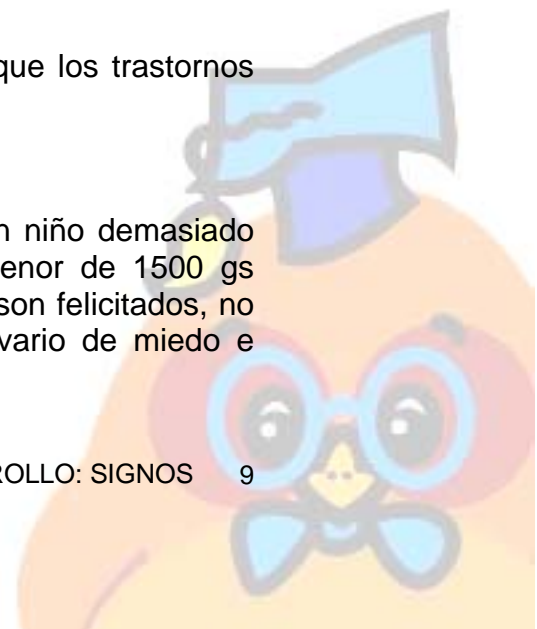 que los trastornos
n niño demasiado
enor de 1500 gs
son felicitados, no
vario de miedo e
ROLLO: SIGNOS 9